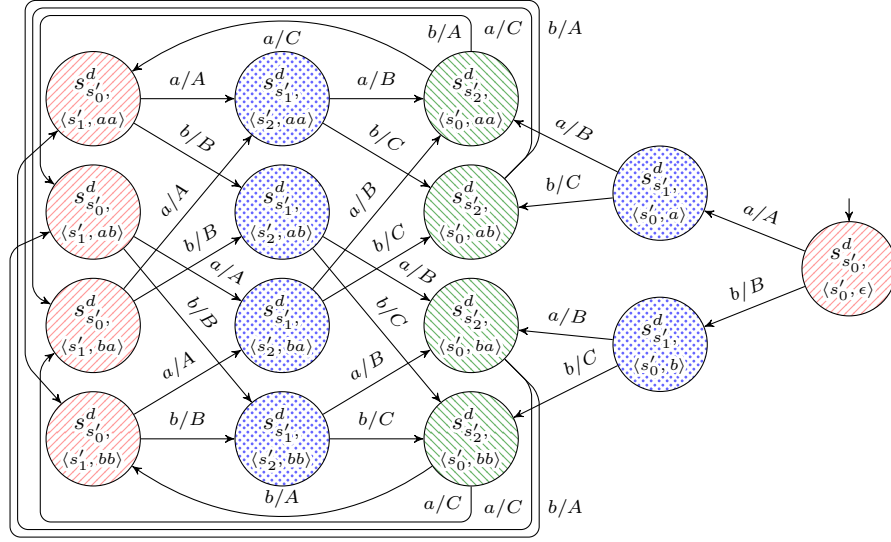 b/A a/C b/A
a/C
s^d_{s'_0, ⟨s'_1, aa⟩} a/A s^d_{s'_1, ⟨s'_2, aa⟩} a/B s^d_{s'_2, ⟨s'_0, aa⟩}
b/B b/C a/B
a/A a/B b/C
s^d_{s'_0, ⟨s'_1, ab⟩} s^d_{s'_1, ⟨s'_2, ab⟩} s^d_{s'_2, ⟨s'_0, ab⟩} s^d_{s'_1, ⟨s'_0, a⟩}
b/B b/C a/A
a/A a/B s^d_{s'_0, ⟨s'_0, ϵ⟩}
b/B b/C b/B
s^d_{s'_0, ⟨s'_1, ba⟩} s^d_{s'_1, ⟨s'_2, ba⟩} s^d_{s'_2, ⟨s'_0, ba⟩} a/B s^d_{s'_1, ⟨s'_0, b⟩}
a/A a/B b/C
s^d_{s'_0, ⟨s'_1, bb⟩} b/B s^d_{s'_1, ⟨s'_2, bb⟩} b/C s^d_{s'_2, ⟨s'_0, bb⟩}
b/A
a/C a/C b/A